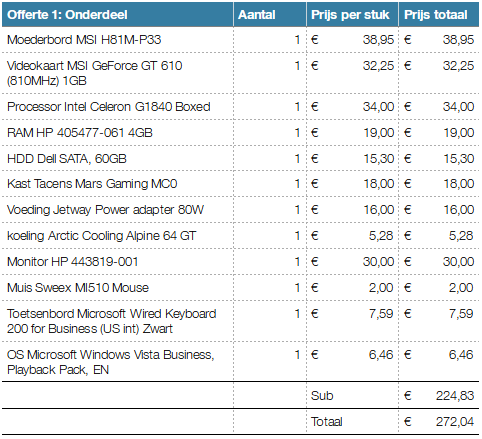 Offerte 1: Onderdeel Aantal Prijs per stuk Prijs totaal
Moederbord MSI H81M-P33 1 € 38,95 € 38,95
Videokaart MSI GeForce GT 610
(810MHz) 1GB 1 € 32,25 € 32,25
Processor Intel Celeron G1840 Boxed 1 € 34,00 € 34,00
RAM HP 405477-061 4GB 1 € 19,00 € 19,00
HDD Dell SATA, 60GB 1 € 15,30 € 15,30
Kast Tacens Mars Gaming MC0 1 € 18,00 € 18,00
Voeding Jetway Power adapter 80W 1 € 16,00 € 16,00
koeling Arctic Cooling Alpine 64 GT 1 € 5,28 € 5,28
Monitor HP 443819-001 1 € 30,00 € 30,00
Muis Sweex MI510 Mouse 1 € 2,00 € 2,00
Toetsenbord Microsoft Wired Keyboard
200 for Business (US int) Zwart 1 € 7,59 € 7,59
OS Microsoft Windows Vista Business,
Playback Pack, EN 1 € 6,46 € 6,46
Sub € 224,83
Totaal € 272,04